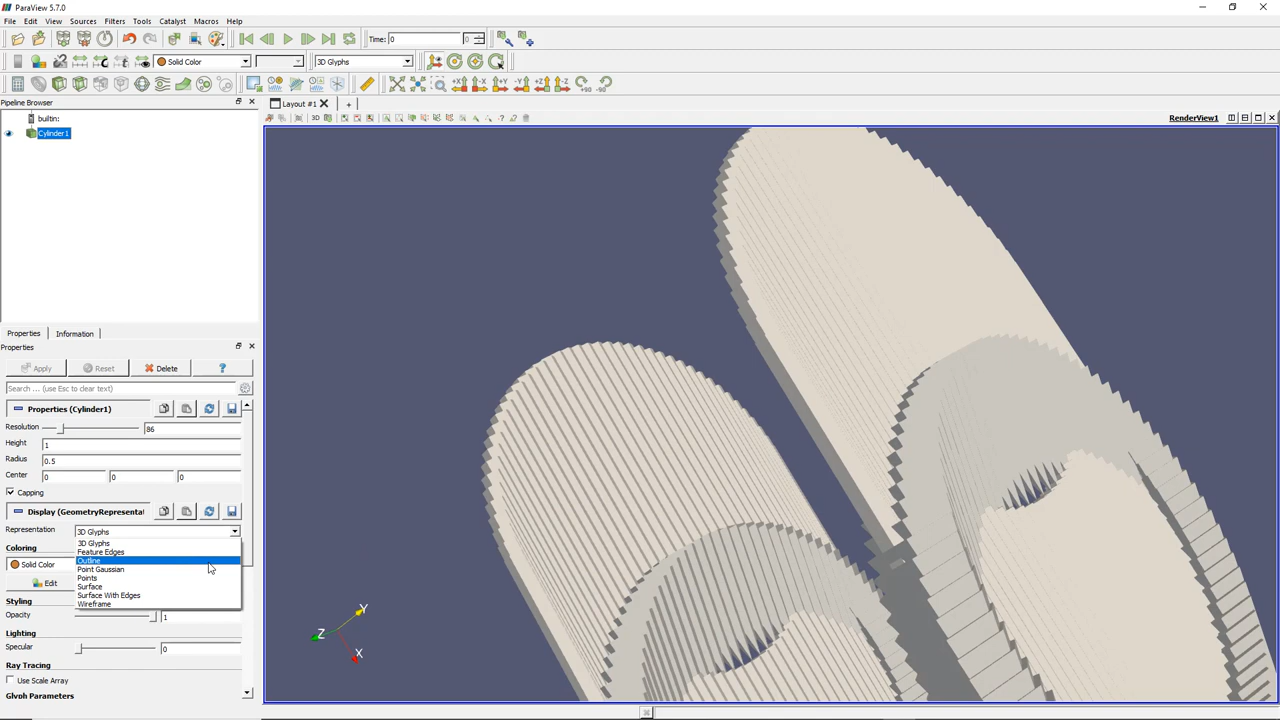 ParaView 5.7.0
File Edit View Sources Filters Tools Catalyst Macros Help
Time: 0 0
Solid Color 3D Glyphs
+X -X +Y -Y +Z -Z +90 -90
Pipeline Browser
Layout #1
builtin:
3D RenderView1
Cylinder1
Properties Information
Properties
Apply Reset Delete ?
Search ... (use Esc to clear text)
Properties (Cylinder1)
Resolution 86
Height 1
Radius 0.5
Center 0 0 0
Capping
Display (GeometryRepresentat
Representation 3D Glyphs
3D Glyphs
Coloring
Feature Edges
Outline
Solid Color
Point Gaussian
Points
Edit
Surface
Surface With Edges
Styling
Wireframe
Opacity 1
Lighting
Specular 0
Ray Tracing
Use Scale Array
Glyph Parameters
Y
Z
X